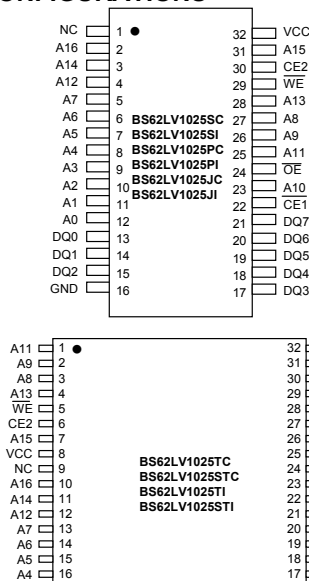 NFIGURATIONS
NC 1 32 VCC
A16 2 31 A15
A14 3 30 CE2
A12 4 29 WE
A7 5 28 A13
A6 6 BS62LV1025SC 27 A8
A5 7 BS62LV1025SI 26 A9
A4 8 BS62LV1025PC 25 A11
A3 9 BS62LV1025PI 24 OE
A2 10 BS62LV1025JC 23 A10
A1 11 BS62LV1025JI 22 CE1
A0 12 21 DQ7
DQ0 13 20 DQ6
DQ1 14 19 DQ5
DQ2 15 18 DQ4
GND 16 17 DQ3
A11 1 32
A9 2 31
A8 3 30
A13 4 29
WE 5 28
CE2 6 27
A15 7 26
VCC 8 BS62LV1025TC 25
NC 9 BS62LV1025STC 24
A16 10 BS62LV1025TI 23
A14 11 BS62LV1025STI 22
A12 12 21
A7 13 20
A6 14 19
A5 15 18
A4 16 17